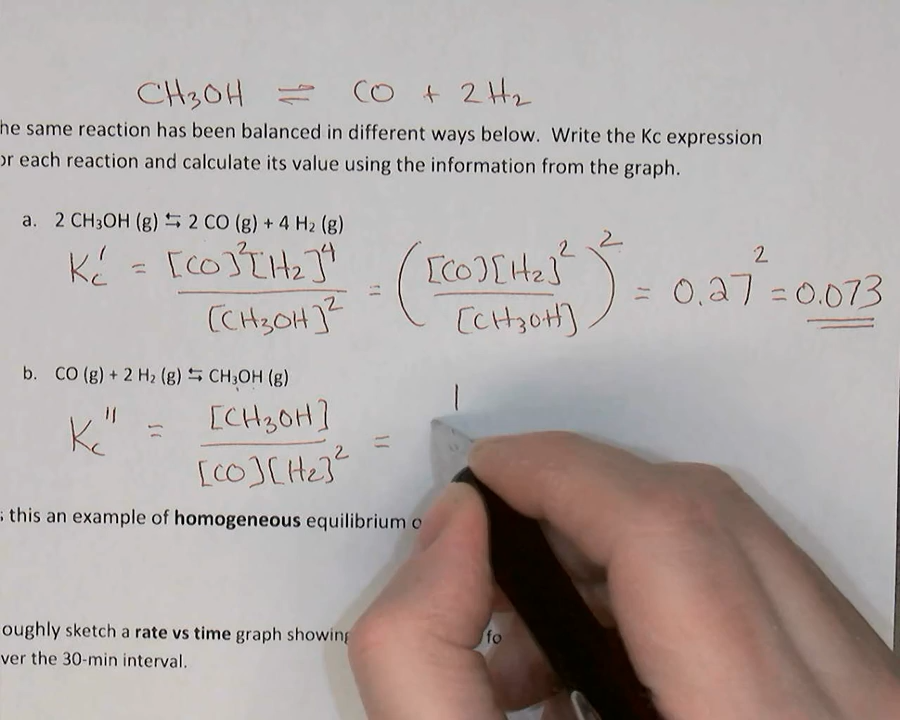 CH₃OH ⇌ CO + 2H₂
he same reaction has been balanced in different ways below. Write the Kc expression
or each reaction and calculate its value using the information from the graph.
a. 2 CH₃OH (g) ⇆ 2 CO (g) + 4 H₂ (g)
Kc' = [CO]²[H₂]⁴ / [CH₃OH]² = ([CO][H₂]² / [CH₃OH])² = 0.27² = 0.073
b. CO (g) + 2 H₂ (g) ⇆ CH₃OH (g)
Kc'' = [CH₃OH] / [CO][H₂]² = 1
s this an example of homogeneous equilibrium o
oughly sketch a rate vs time graph showing fo
ver the 30-min interval.